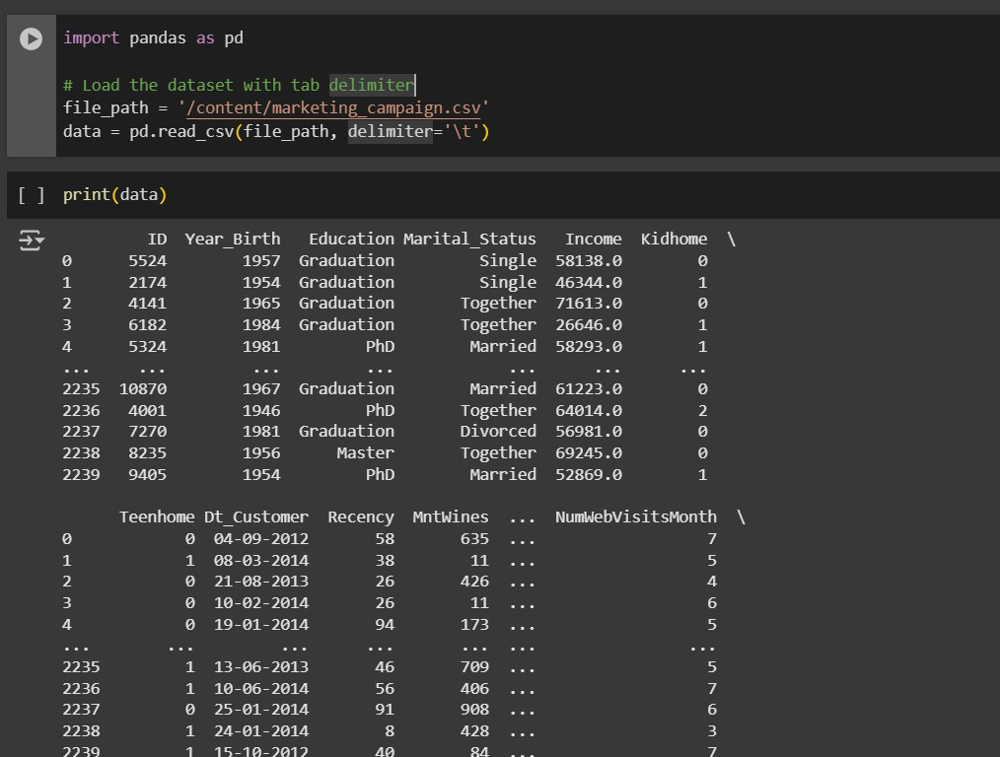 import pandas as pd
# Load the dataset with tab delimiter
file_path = '/content/marketing_campaign.csv'
data = pd.read_csv(file_path, delimiter='\t')
[ ] print(data)
ID Year_Birth Education Marital_Status Income Kidhome \
0 5524 1957 Graduation Single 58138.0 0
1 2174 1954 Graduation Single 46344.0 1
2 4141 1965 Graduation Together 71613.0 0
3 6182 1984 Graduation Together 26646.0 1
4 5324 1981 PhD Married 58293.0 1
... ... ... ... ... ... ...
2235 10870 1967 Graduation Married 61223.0 0
2236 4001 1946 PhD Together 64014.0 2
2237 7270 1981 Graduation Divorced 56981.0 0
2238 8235 1956 Master Together 69245.0 0
2239 9405 1954 PhD Married 52869.0 1
Teenhome Dt_Customer Recency MntWines ... NumWebVisitsMonth \
0 0 04-09-2012 58 635 ... 7
1 1 08-03-2014 38 11 ... 5
2 0 21-08-2013 26 426 ... 4
3 0 10-02-2014 26 11 ... 6
4 0 19-01-2014 94 173 ... 5
... ... ... ... ... ... ...
2235 1 13-06-2013 46 709 ... 5
2236 1 10-06-2014 56 406 ... 7
2237 0 25-01-2014 91 908 ... 6
2238 1 24-01-2014 8 428 ... 3
2239 1 15-10-2012 40 84 ... 7